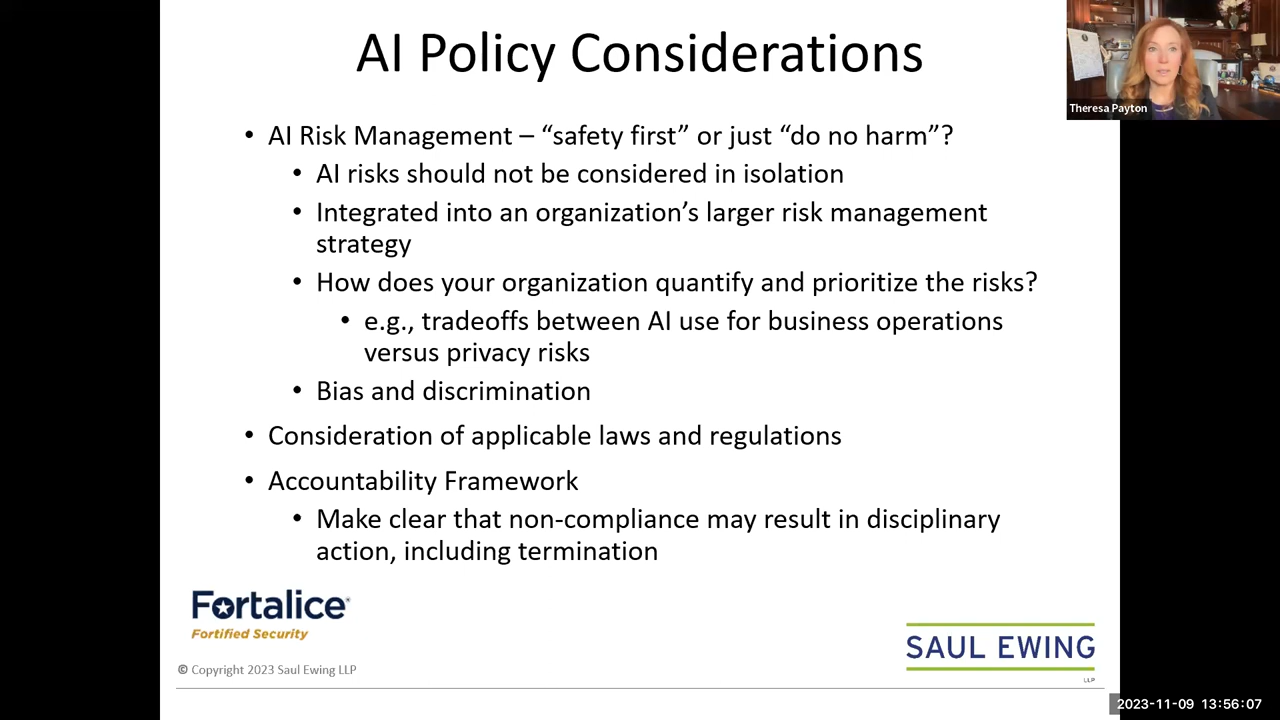 AI Policy Considerations
Theresa Payton
• AI Risk Management – “safety first” or just “do no harm”?
• AI risks should not be considered in isolation
• Integrated into an organization’s larger risk management
strategy
• How does your organization quantify and prioritize the risks?
• e.g., tradeoffs between AI use for business operations
versus privacy risks
• Bias and discrimination
• Consideration of applicable laws and regulations
• Accountability Framework
• Make clear that non-compliance may result in disciplinary
action, including termination
Fortalice
Fortified Security
SAUL EWING
LLP
© Copyright 2023 Saul Ewing LLP
2023-11-09 13:56:07